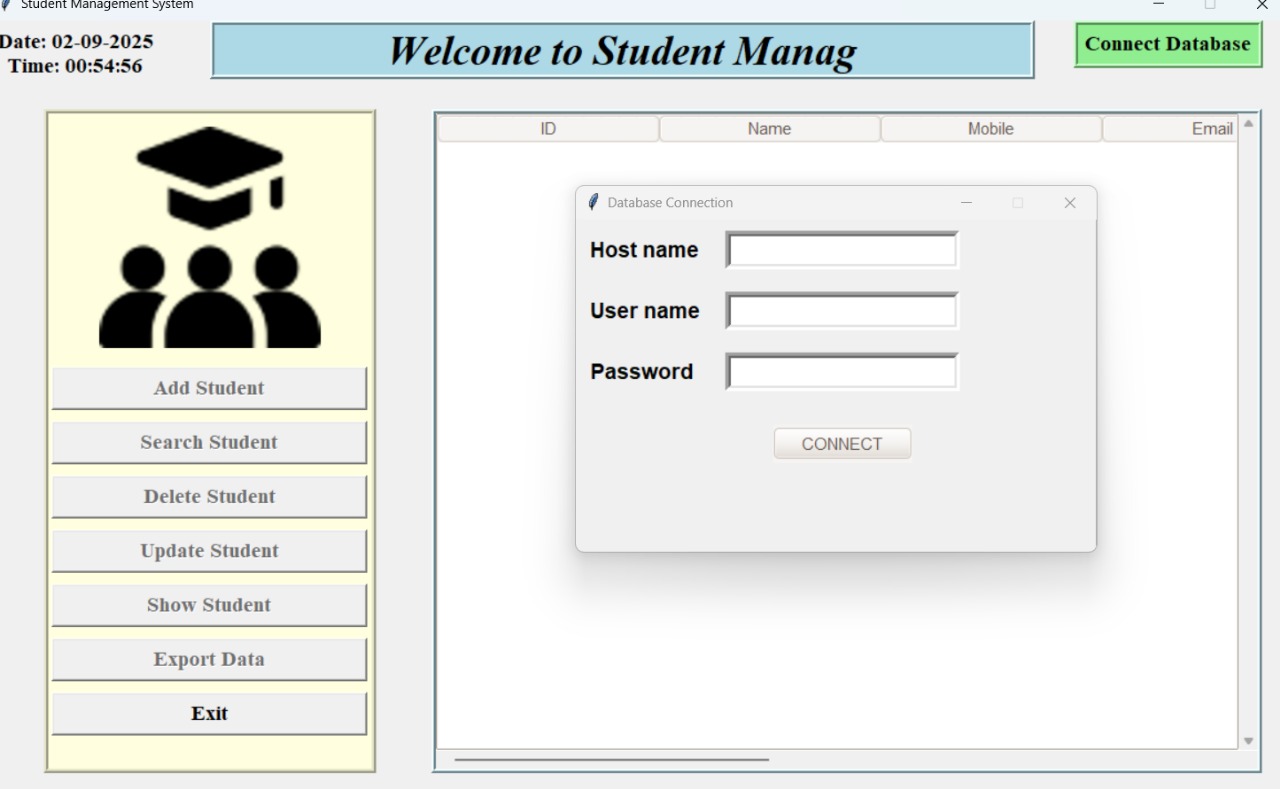 Student Management System
Date: 02-09-2025
Time: 00:54:56
Welcome to Student Manag
Connect Database
ID Name Mobile Email
Database Connection
Host name
User name
Password
CONNECT
Add Student
Search Student
Delete Student
Update Student
Show Student
Export Data
Exit